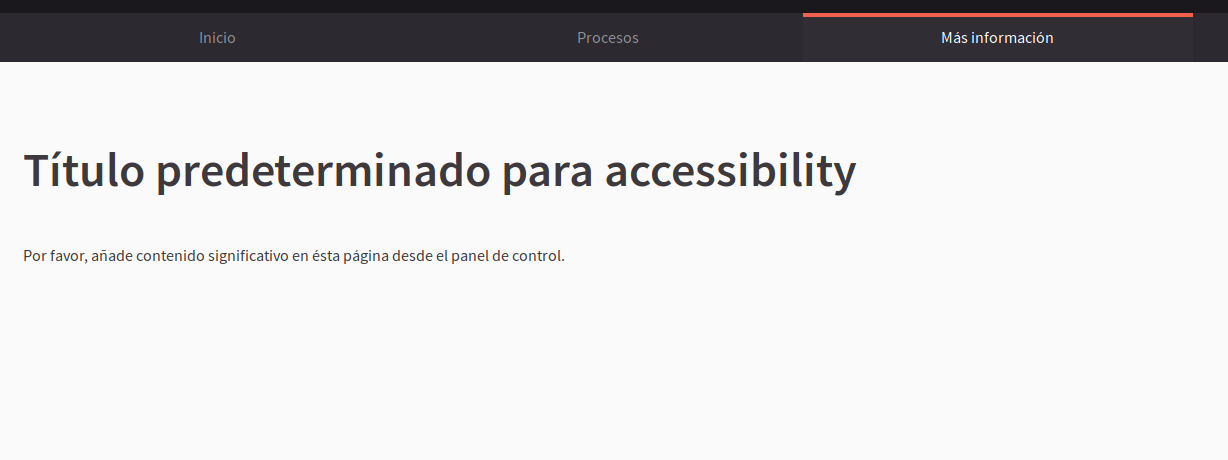 Inicio
Procesos
Más información
Título predeterminado para accessibility
Por favor, añade contenido significativo en ésta página desde el panel de control.